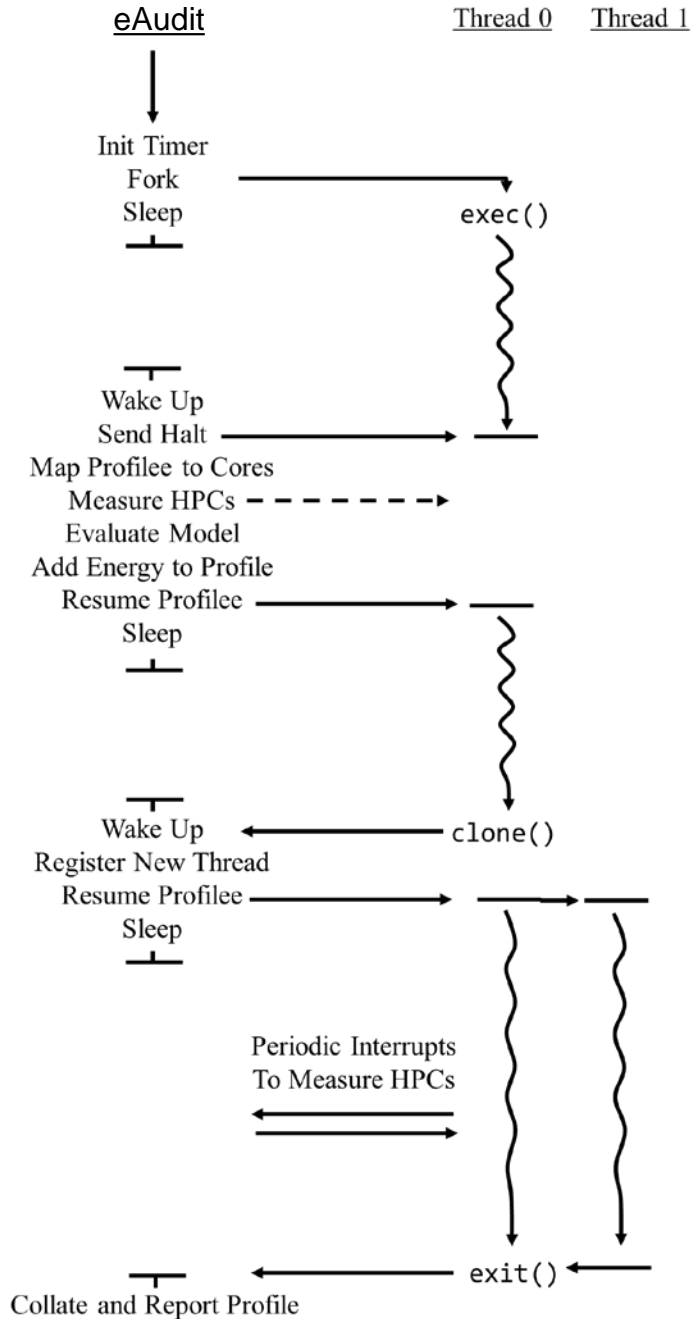 eAudit
Thread 0
Thread 1
Init Timer
Fork
Sleep
exec()
Wake Up
Send Halt
Map Profilee to Cores
Measure HPCs
Evaluate Model
Add Energy to Profile
Resume Profilee
Sleep
Wake Up
clone()
Register New Thread
Resume Profilee
Sleep
Periodic Interrupts
To Measure HPCs
exit()
Collate and Report Profile